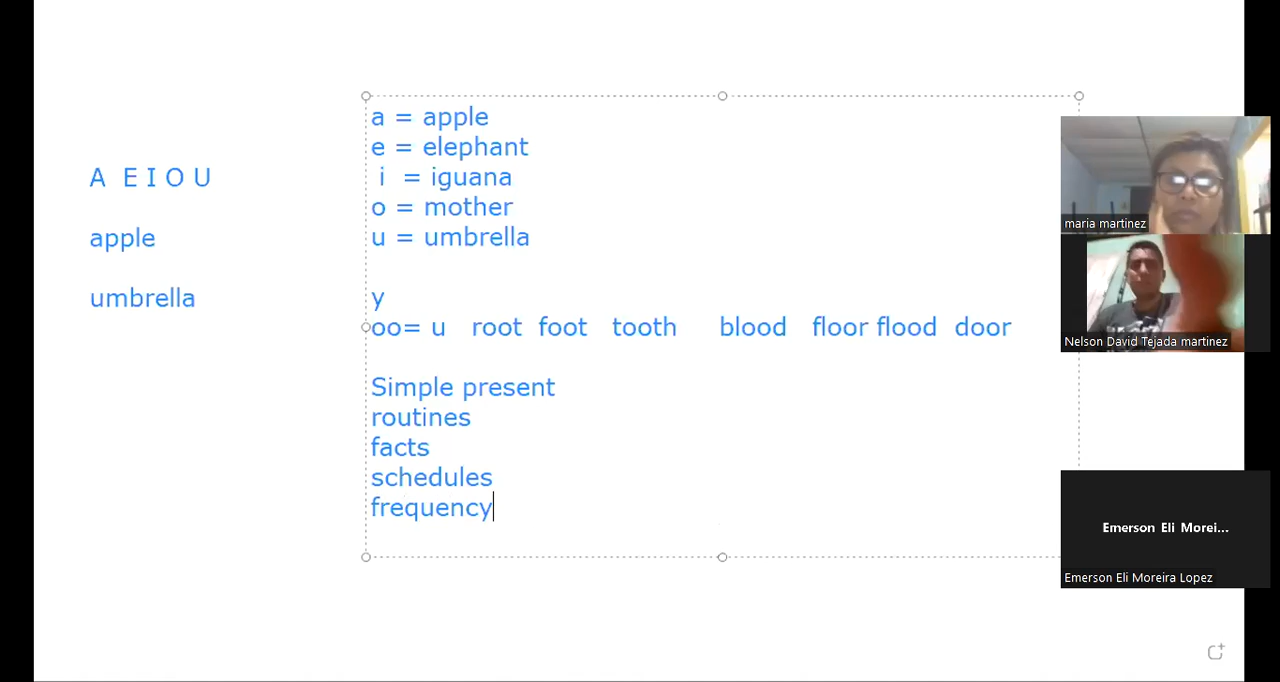 A E I O U
apple
umbrella
a = apple
e = elephant
i = iguana
o = mother
u = umbrella
y
oo= u root foot tooth blood floor flood door
Simple present
routines
facts
schedules
frequency
maria martinez
Nelson David Tejada martinez
Emerson Eli Morei...
Emerson Eli Moreira Lopez